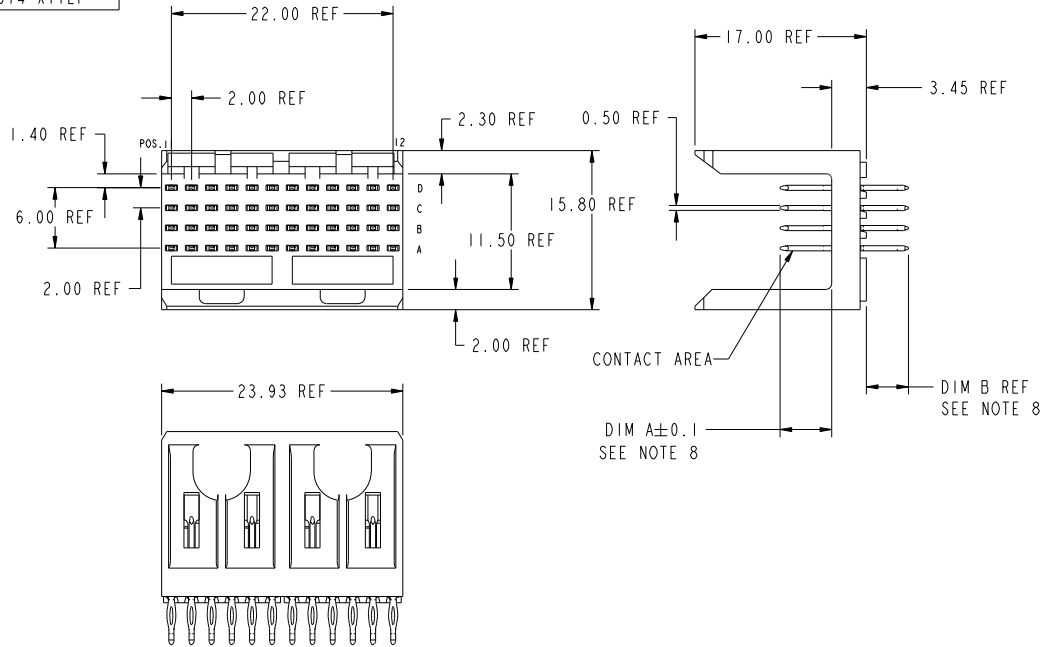 22.00 REF
17.00 REF
2.00 REF
3.45 REF
2.30 REF
0.50 REF
1.40 REF
POS.1
12
D
C
B
A
6.00 REF
15.80 REF
11.50 REF
2.00 REF
2.00 REF
CONTACT AREA
23.93 REF
DIM B REF
SEE NOTE 8
DIM A±0.1
SEE NOTE 8